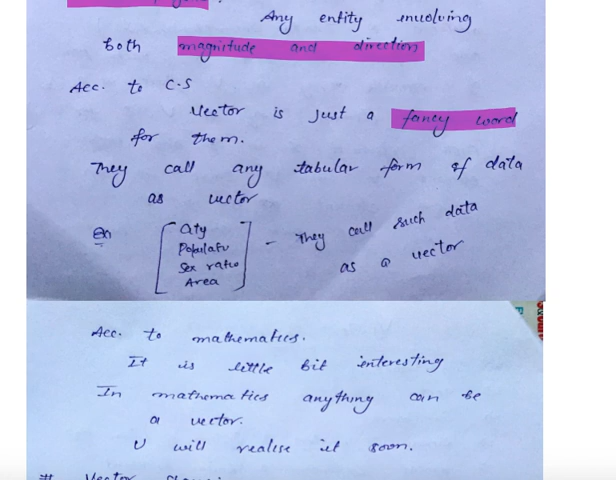 Any entity involving
both magnitude and direction
Acc. to C.S
Vector is just a fancy word
for them.
They call any tabular form of data
as vector
Ex [City - They call such data
Populatn as a vector
Sex ratio
Area]
Acc. to mathematics.
It is little bit interesting
In mathematics anything can be
a vector.
U will realise it soon.
# Vector